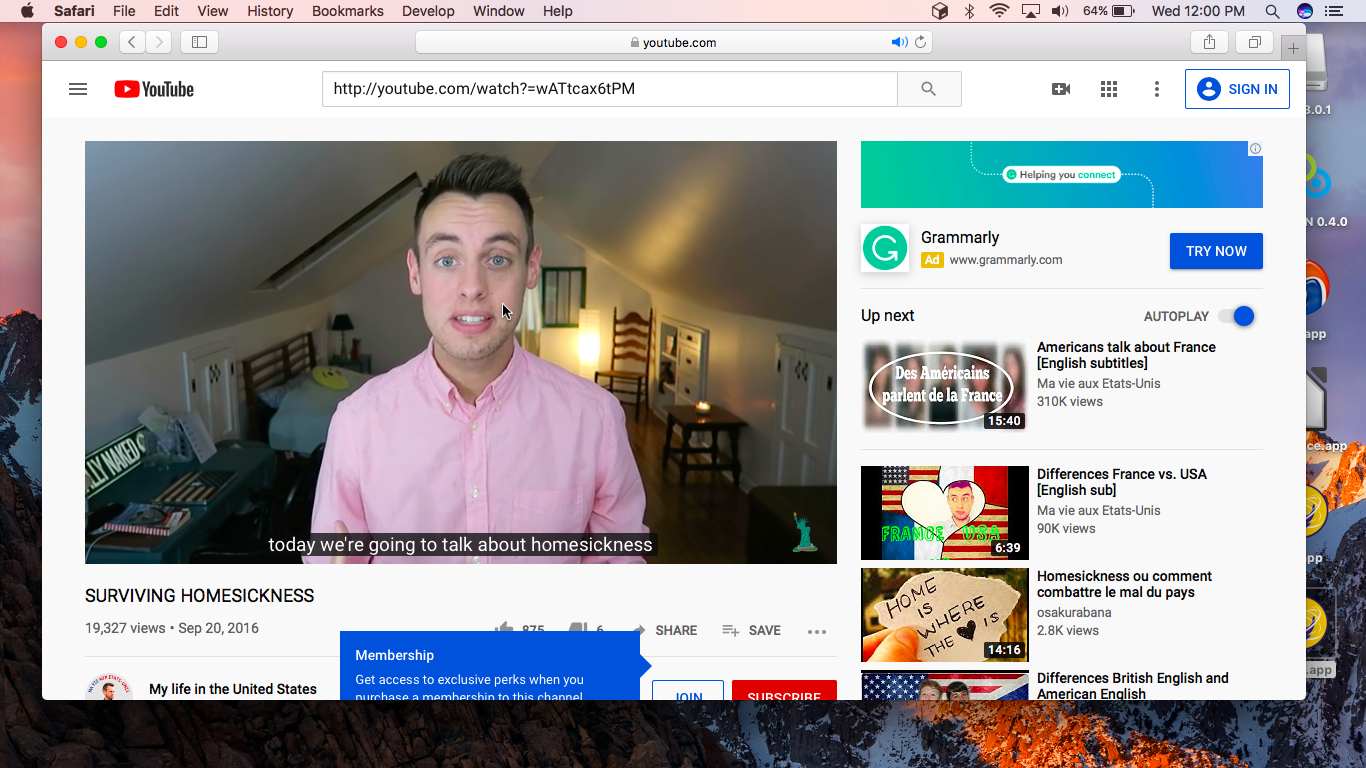 Safari File Edit View History Bookmarks Develop Window Help 64% Wed 12:00 PM
youtube.com
YouTube
http://youtube.com/watch?=wATtcax6tPM
SIGN IN
today we're going to talk about homesickness
SURVIVING HOMESICKNESS
19,327 views • Sep 20, 2016
875 6 SHARE SAVE
Membership
Get access to exclusive perks when you
purchase a membership to this channel
My life in the United States
JOIN SUBSCRIBE
Helping you connect
Grammarly
Ad www.grammarly.com
TRY NOW
Up next
AUTOPLAY
Des Américains
parlent de la France
15:40
Americans talk about France
[English subtitles]
Ma vie aux Etats-Unis
310K views
FRANCE USA
6:39
Differences France vs. USA
[English sub]
Ma vie aux Etats-Unis
90K views
HOME
IS
WHERE
THE IS
14:16
Homesickness ou comment
combattre le mal du pays
osakurabana
2.8K views
Differences British English and
American English
3.0.1
N 0.4.0
app
ce.app
app
.app